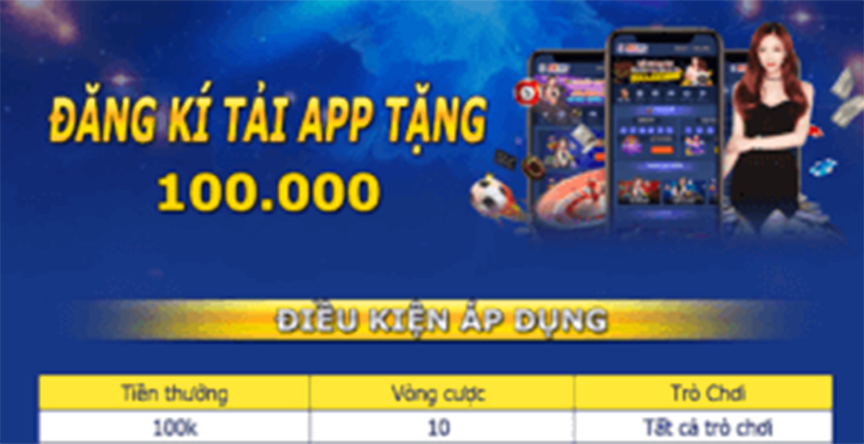 ĐĂNG KÍ TẢI APP TẶNG
100.000
ĐIỀU KIỆN ÁP DỤNG
Tiền thưởng Vòng cược Trò Chơi
100k 10 Tất cả trò chơi